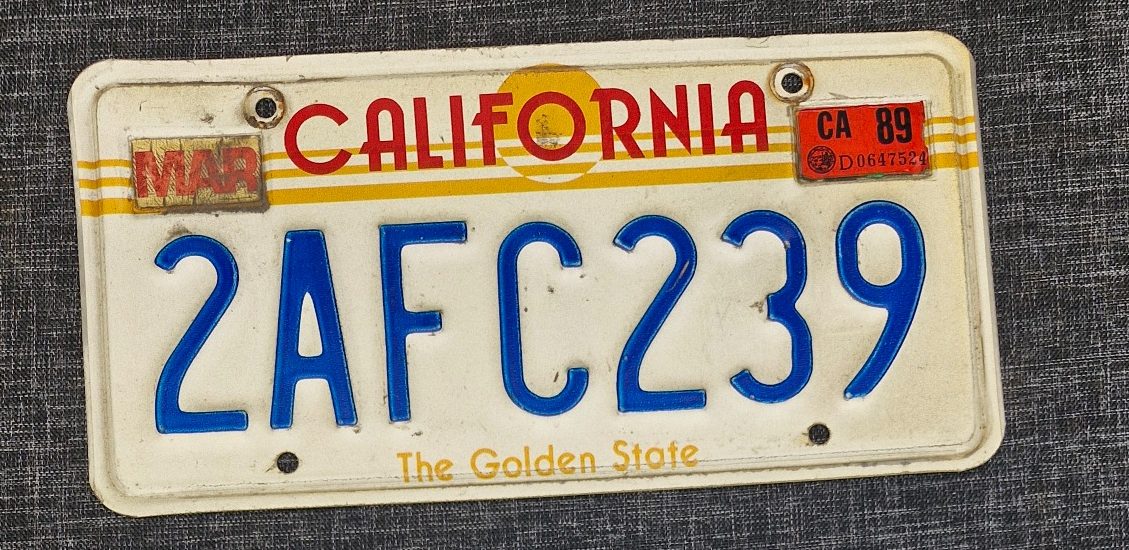 CALIFORNIA
MAR
CA 89
D0647524
2AFC239
The Golden State